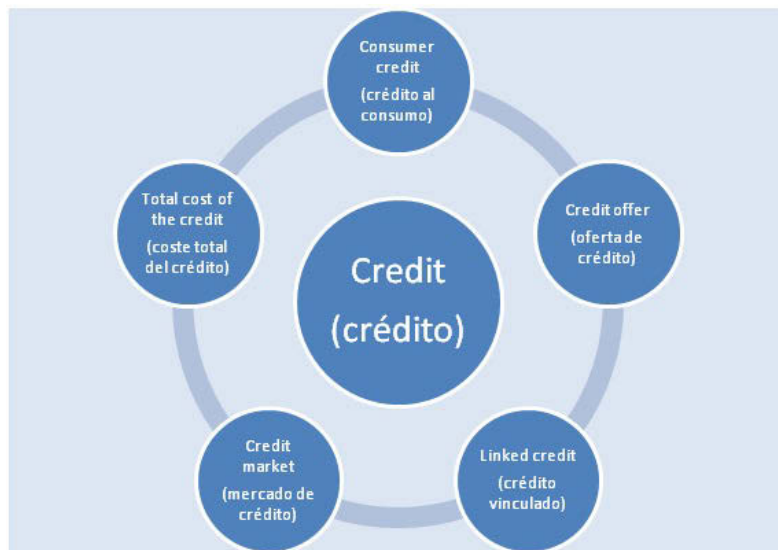 Consumer
credit
(crédito al
consumo)
Total cost of
the credit
(coste total
del crédito)
Credit offer
(oferta de
crédito)
Credit
(crédito)
Credit
market
(mercado de
crédito)
Linked credit
(crédito
vinculado)